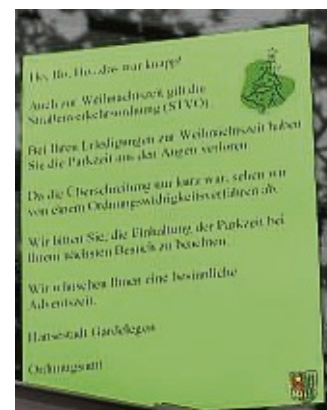 Ho, Ho, Ho...das war knapp!
Auch zur Weihnachtszeit gilt die
Straßenverkehrsordnung (STVO).
Bei Ihren Erledigungen zur Weihnachtszeit haben
Sie die Parkzeit aus den Augen verloren.
Da die Überschreitung nur kurz war, sehen wir
von einem Ordnungswidrigkeitsverfahren ab.
Wir bitten Sie, die Einhaltung der Parkzeit bei
Ihrem nächsten Besuch zu beachten.
Wir wünschen Ihnen eine besinnliche
Adventszeit.
Hansestadt Gardelegen
Ordnungsamt